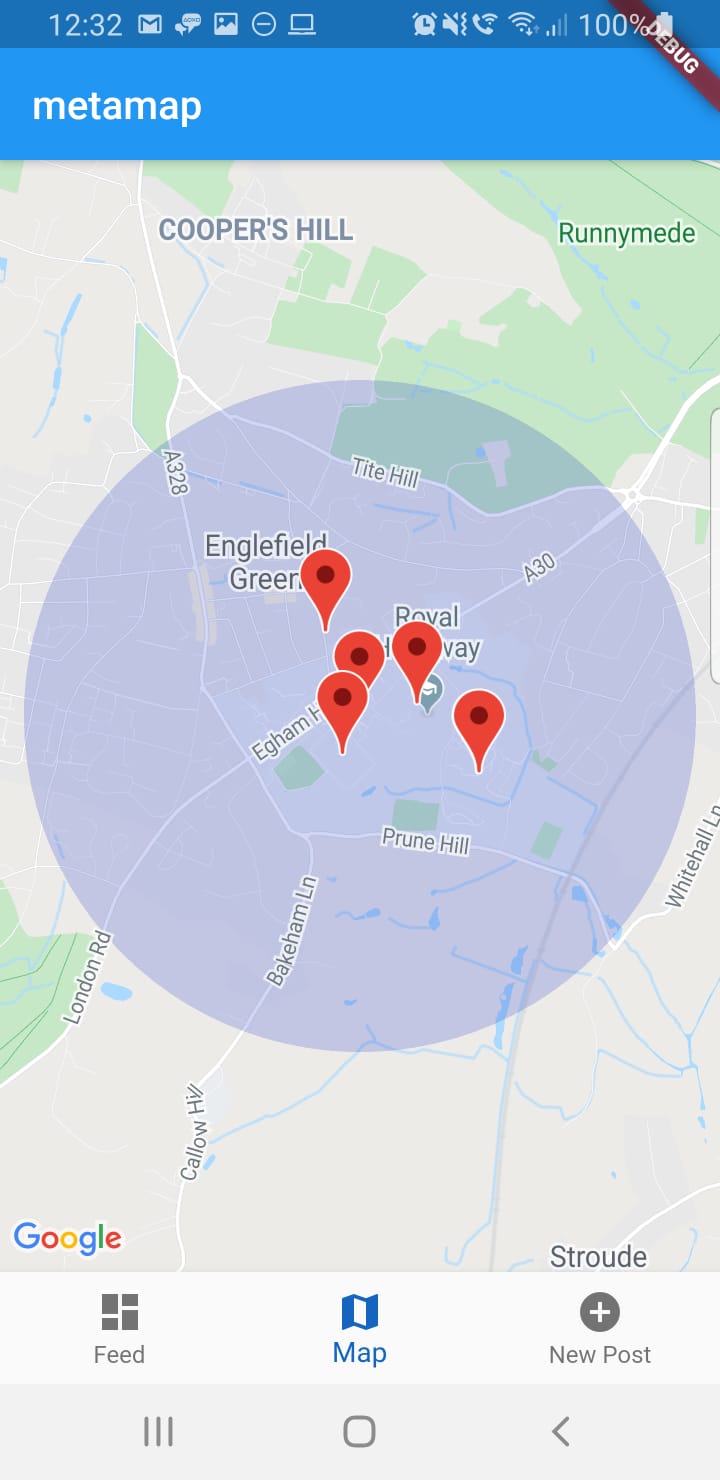 12:32
100%
DEBUG
metamap
COOPER'S HILL
Runnymede
A328
Tite Hill
Englefield
Green
A30
Royal
Egham
Prune Hill
Whitehall Ln
Bakeham Ln
London Rd
Callow Hill
Google
Stroude
Feed
Map
New Post